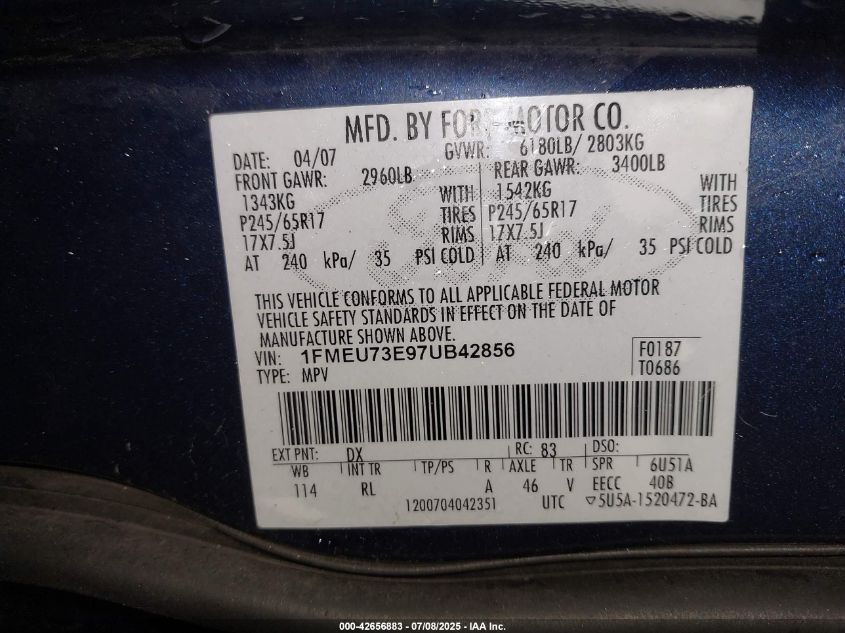 MFD. BY FORD MOTOR CO.
DATE: 04/07 GVWR: 6180LB/ 2803KG
FRONT GAWR: 2960LB REAR GAWR: 3400LB
1343KG WITH 1542KG WITH
P245/65R17 TIRES P245/65R17 TIRES
17X7.5J RIMS 17X7.5J RIMS
AT 240 kPa/ 35 PSI COLD AT 240 kPa/ 35 PSI COLD
THIS VEHICLE CONFORMS TO ALL APPLICABLE FEDERAL MOTOR
VEHICLE SAFETY STANDARDS IN EFFECT ON THE DATE OF
MANUFACTURE SHOWN ABOVE.
VIN: 1FMEU73E97UB42856 F0187
TYPE: MPV T0686
EXT PNT: DX RC: 83 DSO:
WB INT TR TP/PS R AXLE TR SPR 6U51A
114 RL A 46 V EECC 40B
1200704042351 UTC ▽5U5A-1520472-BA
000-42656883 / 07/08/2025 - IAA Inc.